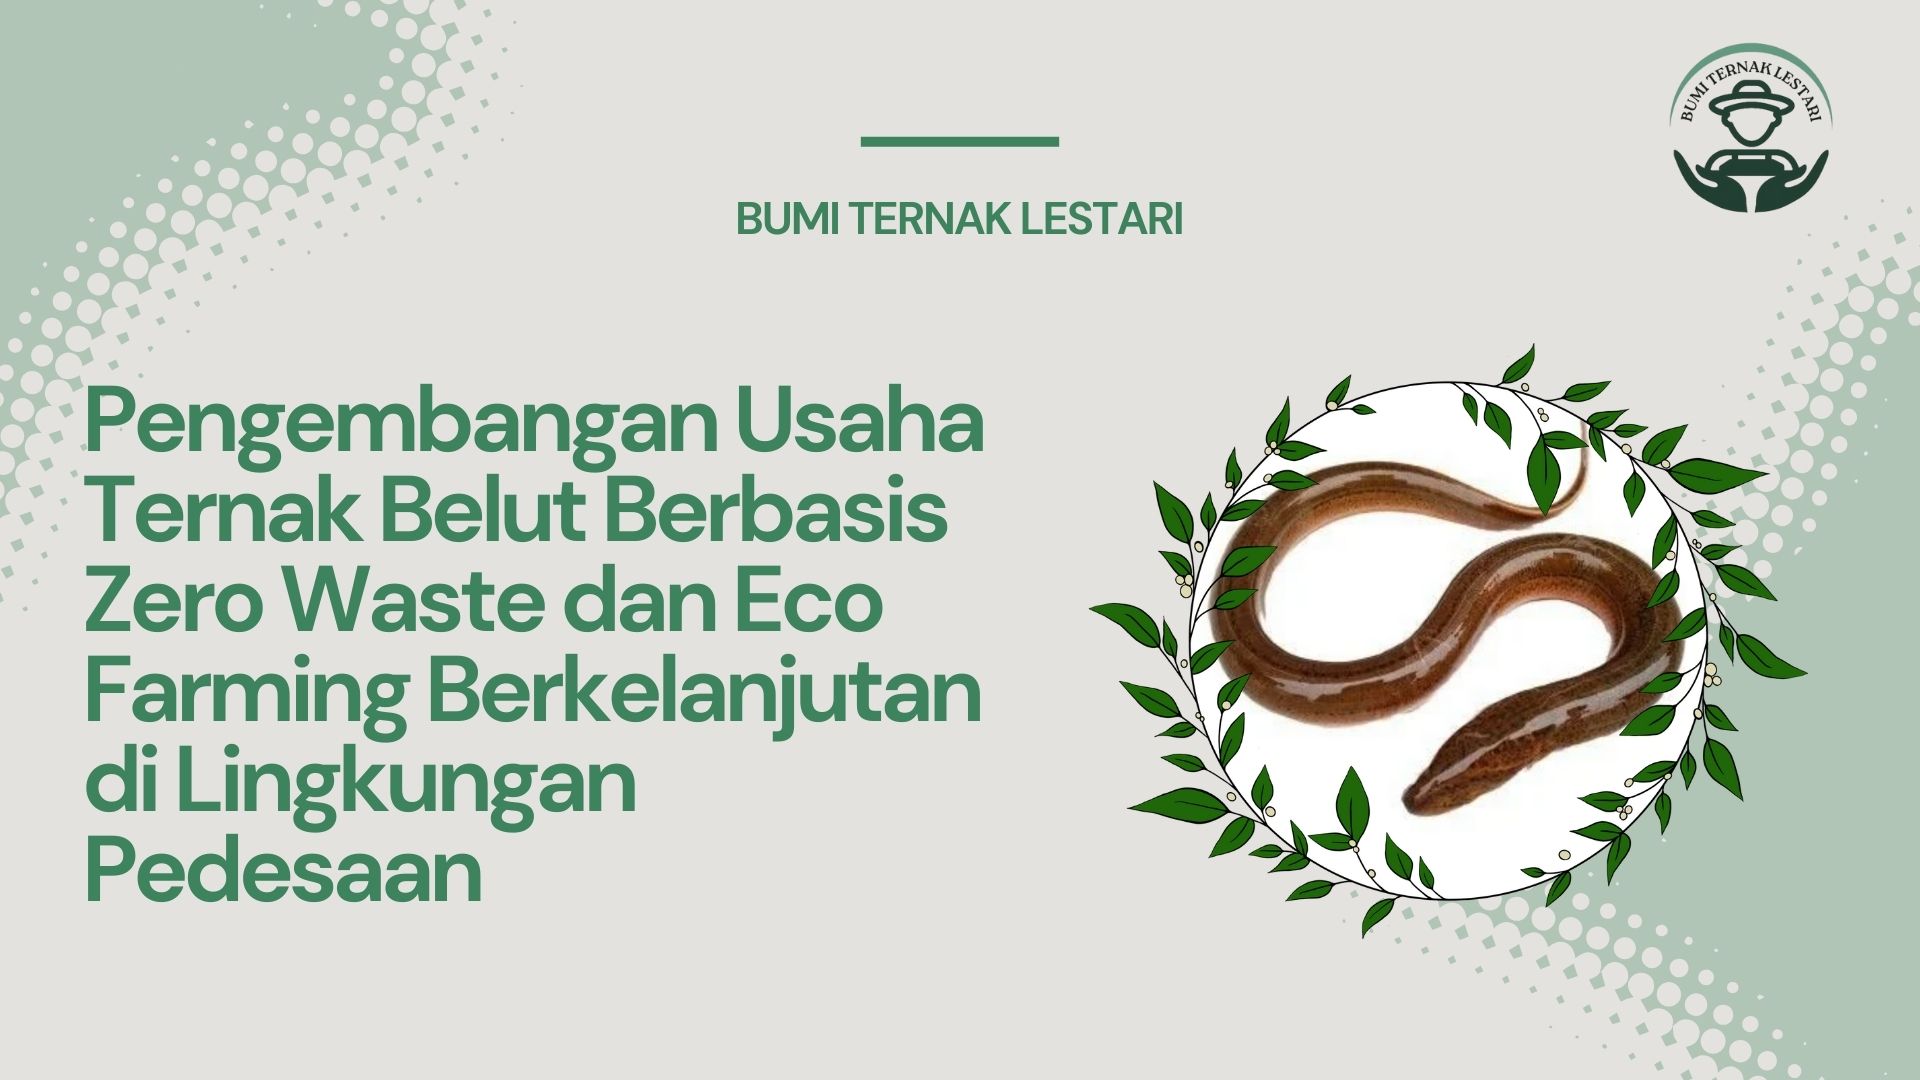 BUMI TERNAK LESTARI
BUMI TERNAK LESTARI
Pengembangan Usaha
Ternak Belut Berbasis
Zero Waste dan Eco
Farming Berkelanjutan
di Lingkungan
Pedesaan